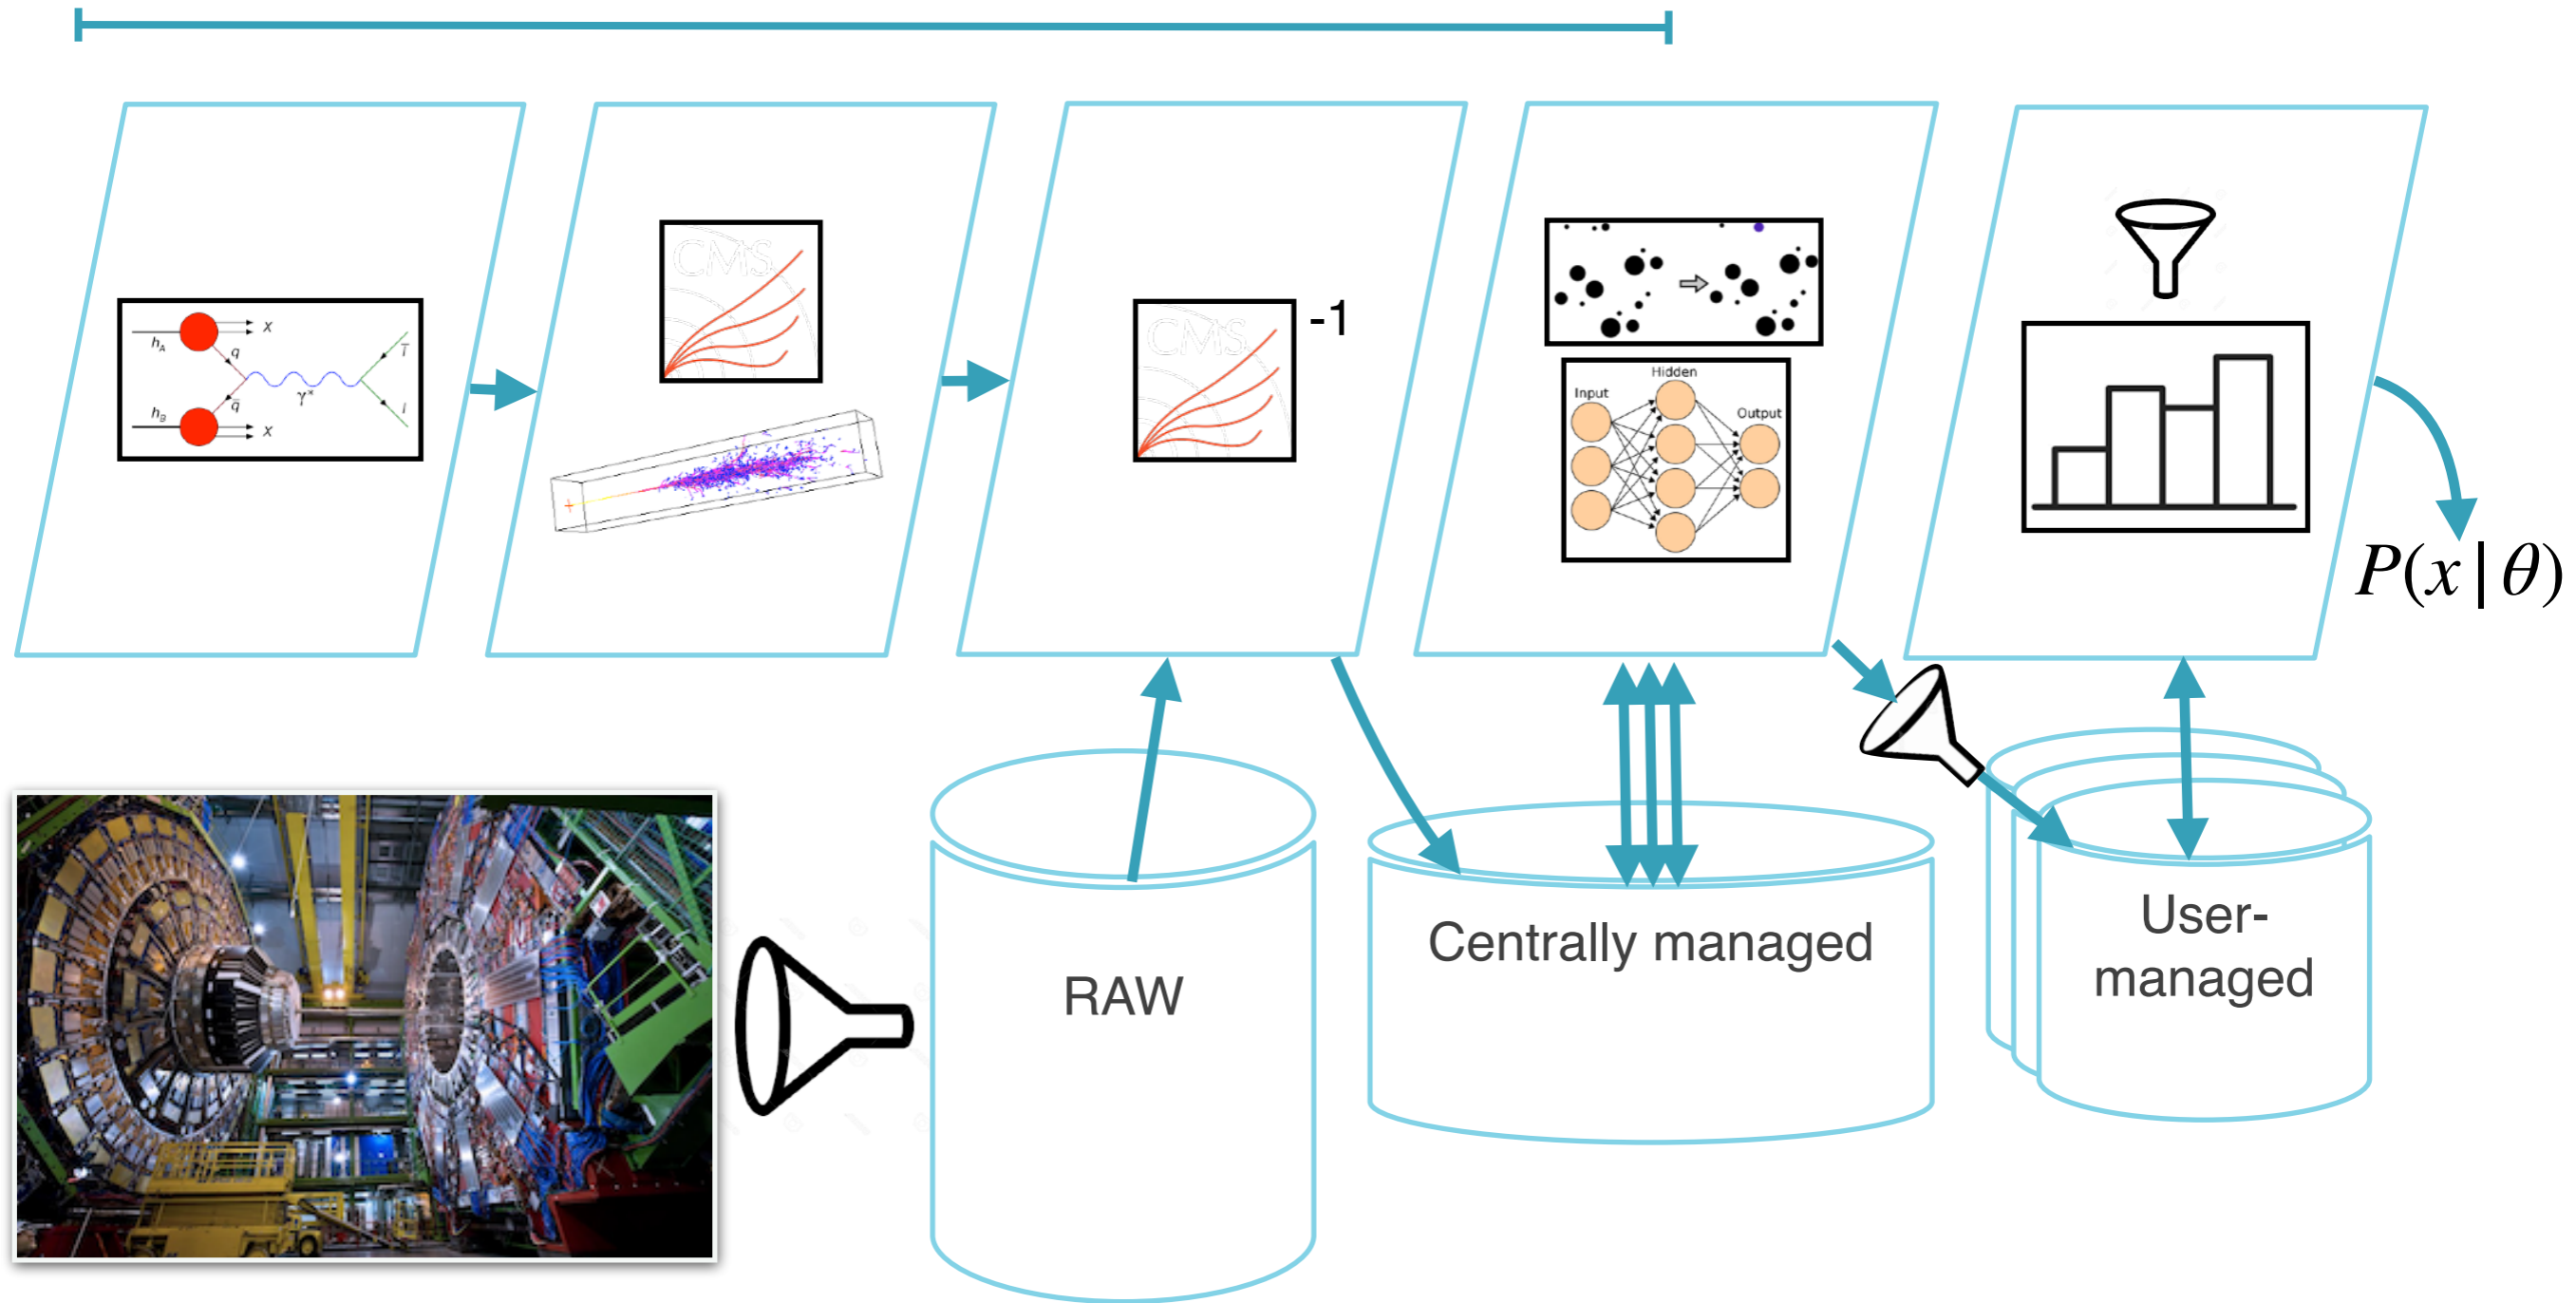 h_A
X
q
q̄
γ*
l̄
l
h_B
X
CMS
CMS
-1
Input
Hidden
Output
P(x | θ)
RAW
Centrally managed
User-
managed